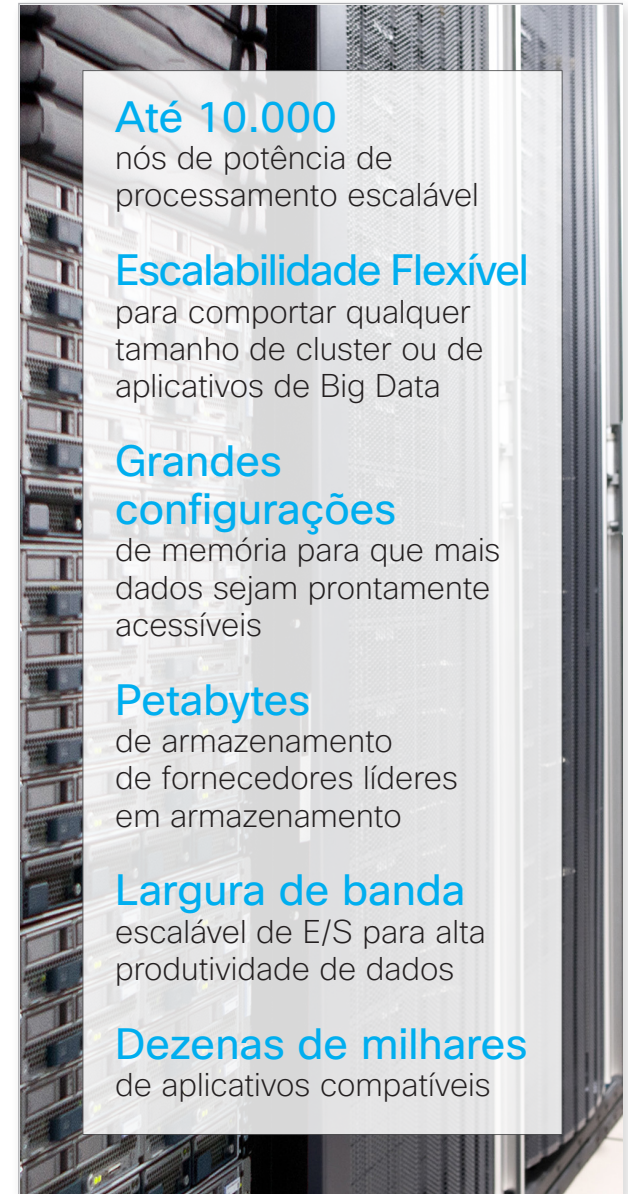 Até 10.000
nós de potência de
processamento escalável
Escalabilidade Flexível
para comportar qualquer
tamanho de cluster ou de
aplicativos de Big Data
Grandes
configurações
de memória para que mais
dados sejam prontamente
acessíveis
Petabytes
de armazenamento
de fornecedores líderes
em armazenamento
Largura de banda
escalável de E/S para alta
produtividade de dados
Dezenas de milhares
de aplicativos compatíveis